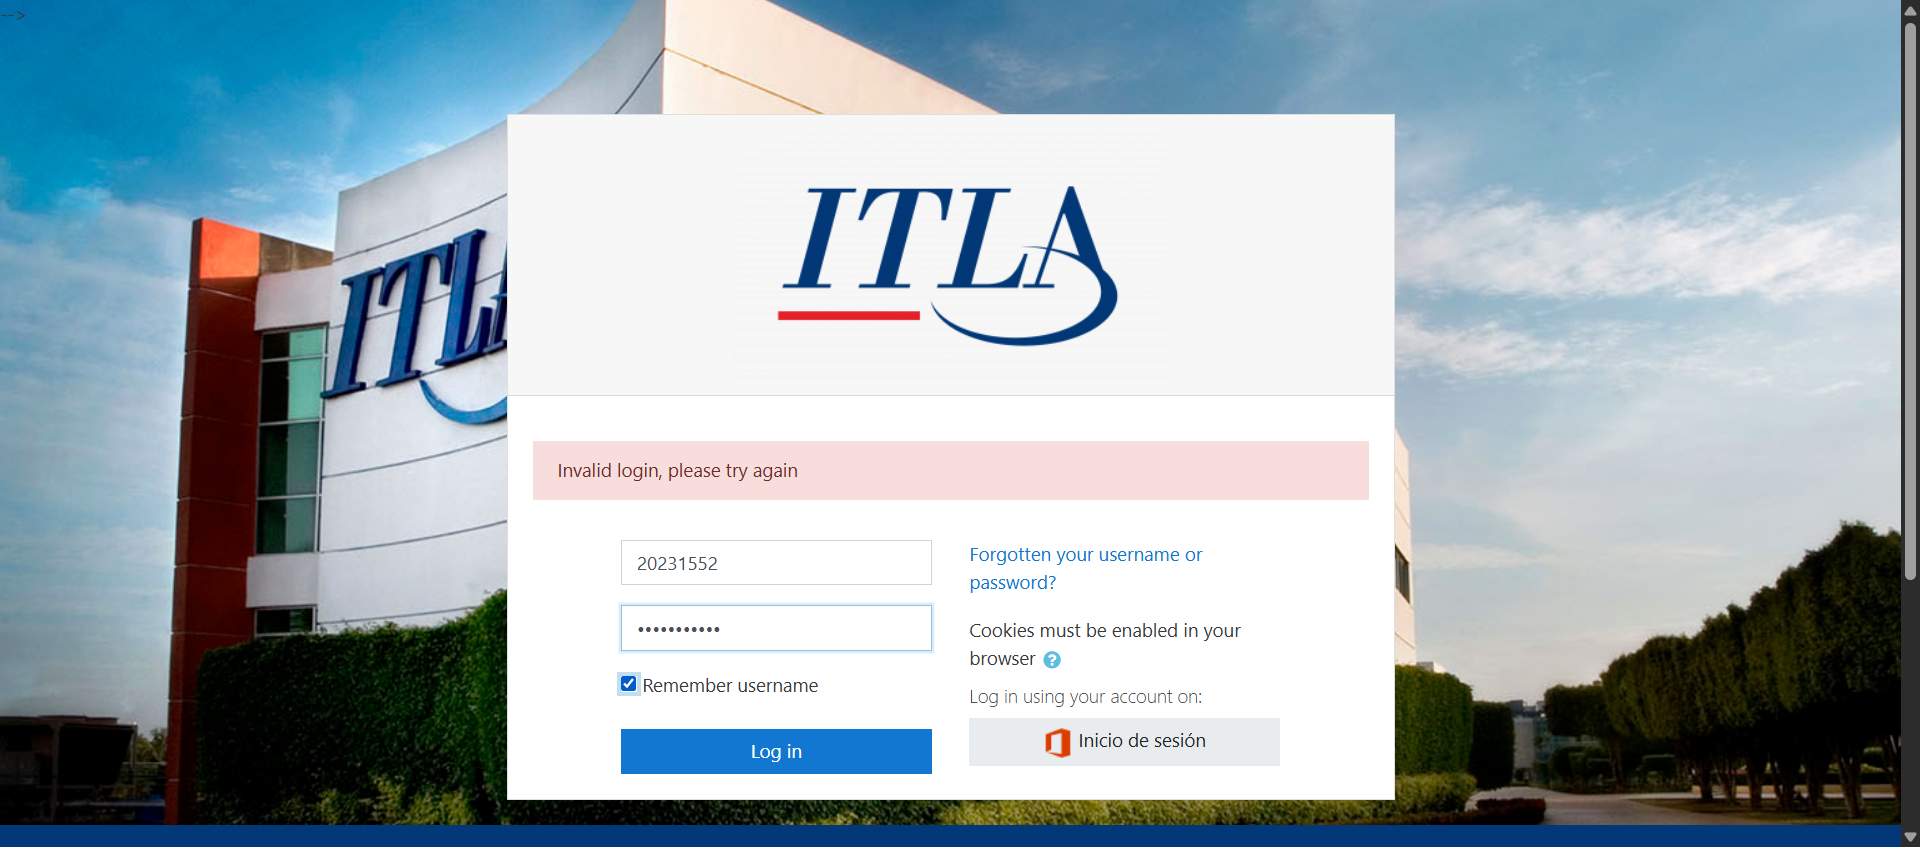 -->
ITLA
ITLA
Invalid login, please try again
20231552
•••••••••••
Remember username
Log in
Forgotten your username or
password?
Cookies must be enabled in your
browser ?
Log in using your account on:
Inicio de sesión